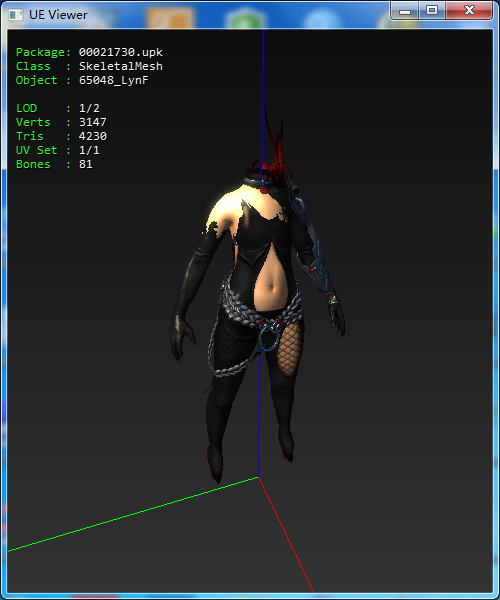 UE Viewer
Package: 00021730.upk
Class : SkeletalMesh
Object : 65048_LynF
LOD : 1/2
Verts : 3147
Tris : 4230
UV Set : 1/1
Bones : 81